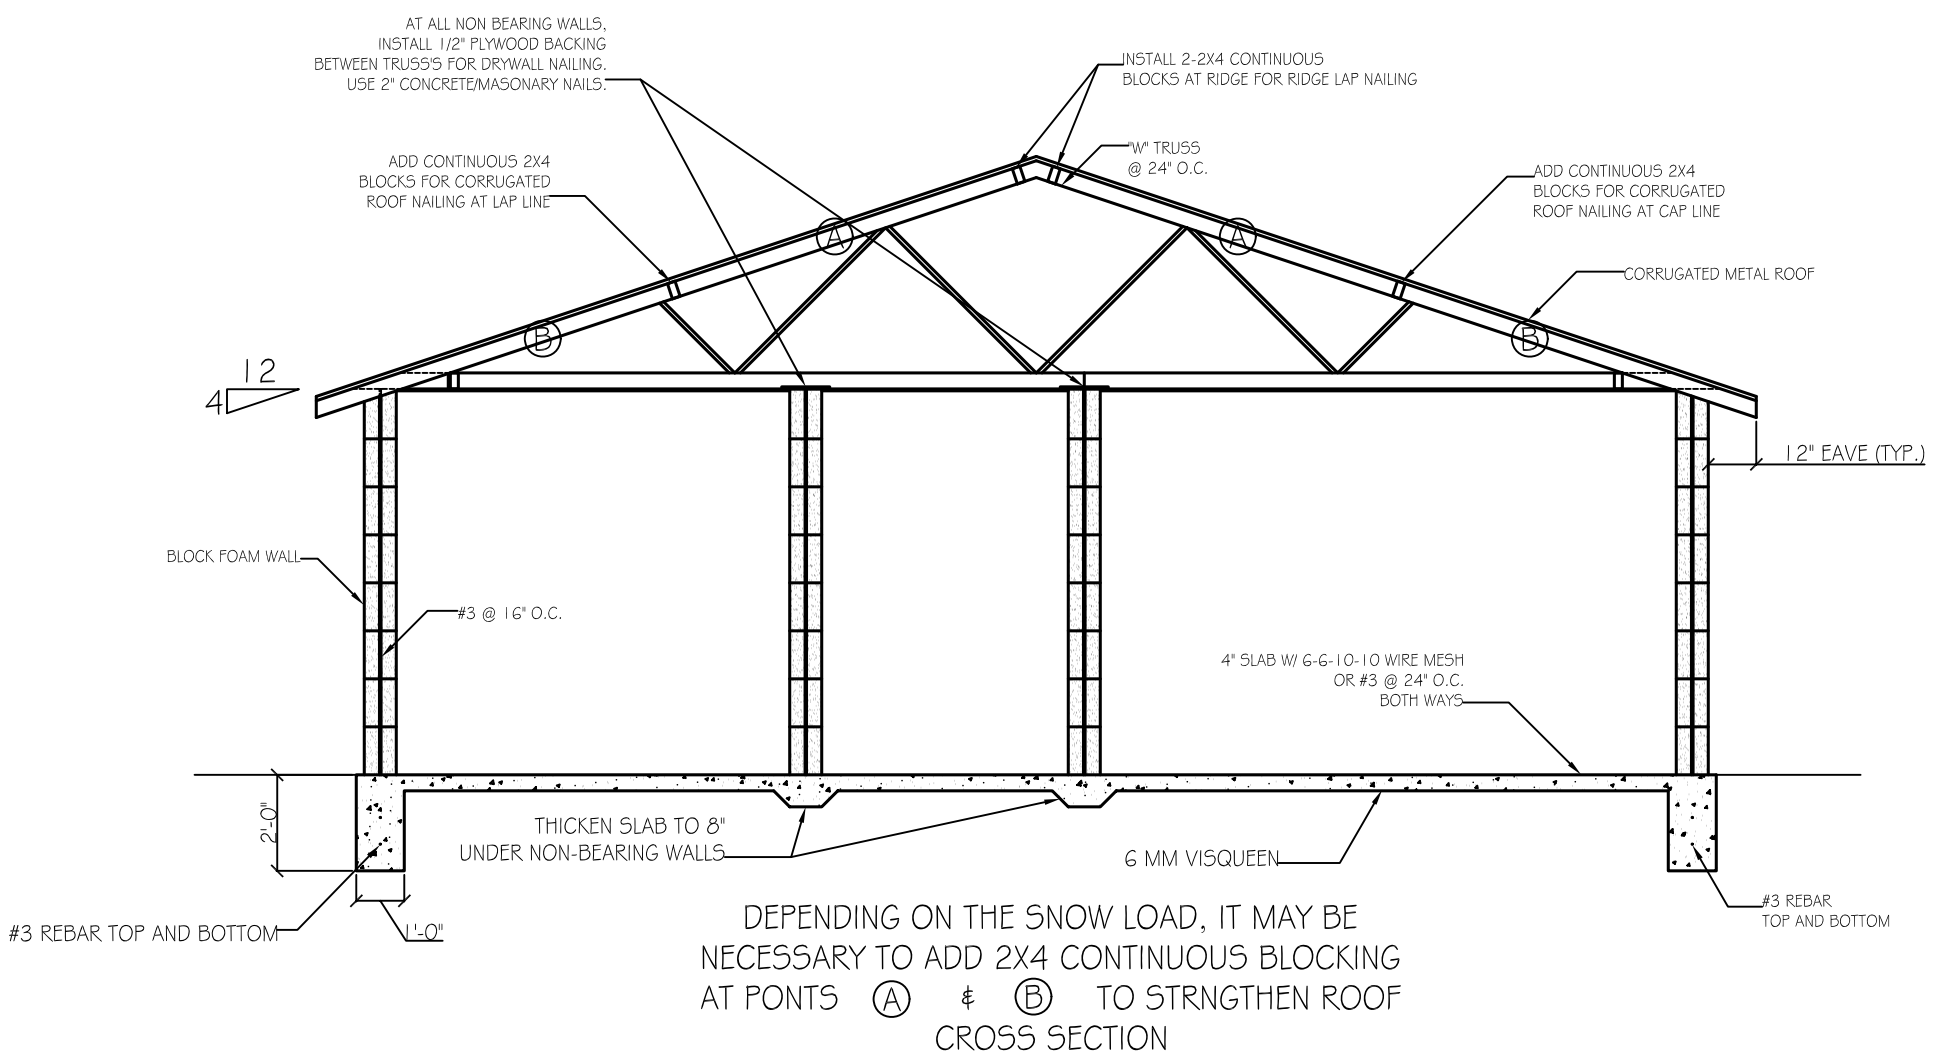 AT ALL NON BEARING WALLS,
INSTALL 1/2" PLYWOOD BACKING
BETWEEN TRUSS'S FOR DRYWALL NAILING.
USE 2" CONCRETE/MASONARY NAILS.
INSTALL 2-2X4 CONTINUOUS
BLOCKS AT RIDGE FOR RIDGE LAP NAILING
"W" TRUSS
@ 24" O.C.
ADD CONTINUOUS 2X4
BLOCKS FOR CORRUGATED
ROOF NAILING AT LAP LINE
ADD CONTINUOUS 2X4
BLOCKS FOR CORRUGATED
ROOF NAILING AT CAP LINE
A
A
CORRUGATED METAL ROOF
B
B
12
4
12" EAVE (TYP.)
BLOCK FOAM WALL
#3 @ 16" O.C.
4" SLAB W/ 6-6-10-10 WIRE MESH
OR #3 @ 24" O.C.
BOTH WAYS
2'-0"
THICKEN SLAB TO 8"
UNDER NON-BEARING WALLS
6 MM VISQUEEN
#3 REBAR TOP AND BOTTOM
1'-0"
#3 REBAR
TOP AND BOTTOM
DEPENDING ON THE SNOW LOAD, IT MAY BE
NECESSARY TO ADD 2X4 CONTINUOUS BLOCKING
AT PONTS A & B TO STRNGTHEN ROOF
CROSS SECTION